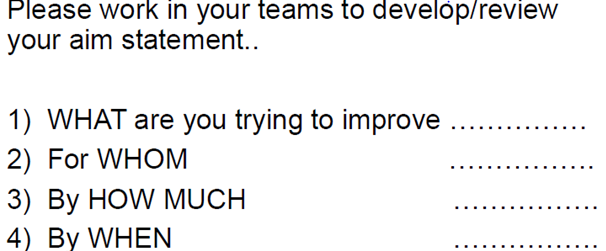 Please work in your teams to develop/review
your aim statement..
1) WHAT are you trying to improve ……………
2) For WHOM ……………
3) By HOW MUCH ……………
4) By WHEN ……………